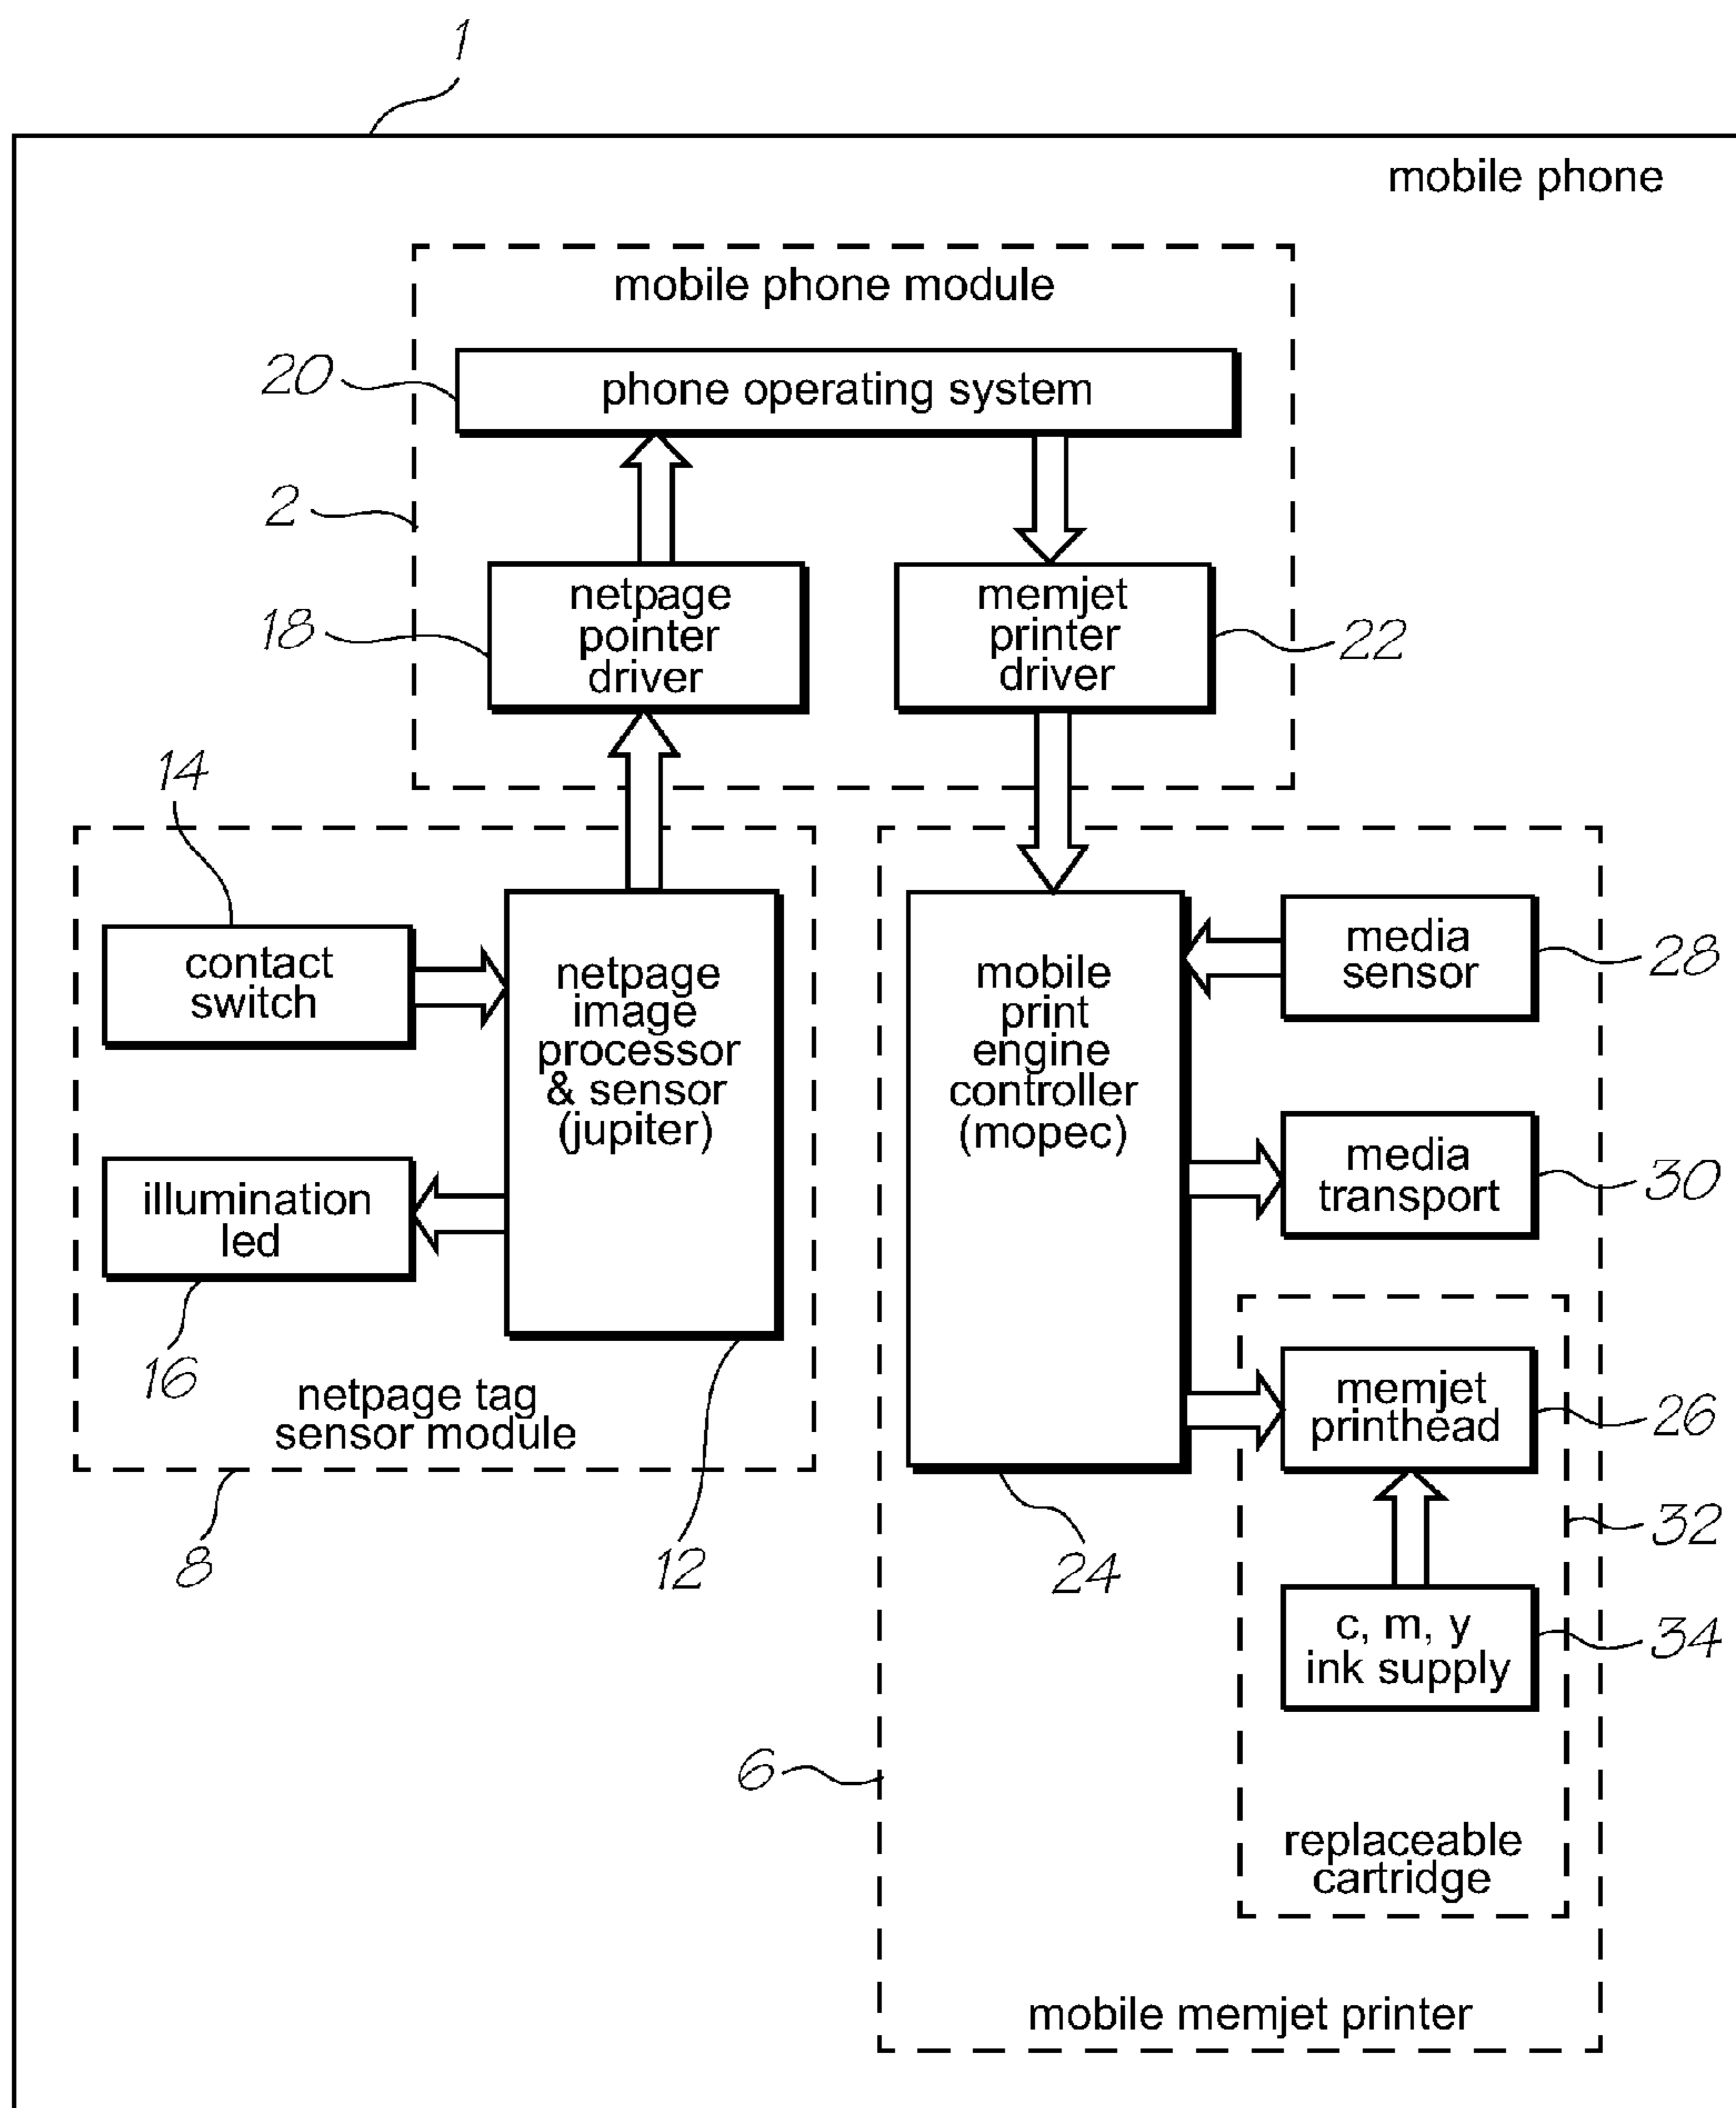 1
mobile phone
mobile phone module
20
phone operating system
2
18
netpage
pointer
driver
memjet
printer
driver
22
14
contact
switch
netpage
image
processor
& sensor
(jupiter)
illumination
led
16
netpage tag
sensor module
8
12
mobile
print
engine
controller
(mopec)
media
sensor
28
media
transport
30
memjet
printhead
26
32
24
c, m, y
ink supply
34
6
replaceable
cartridge
mobile memjet printer